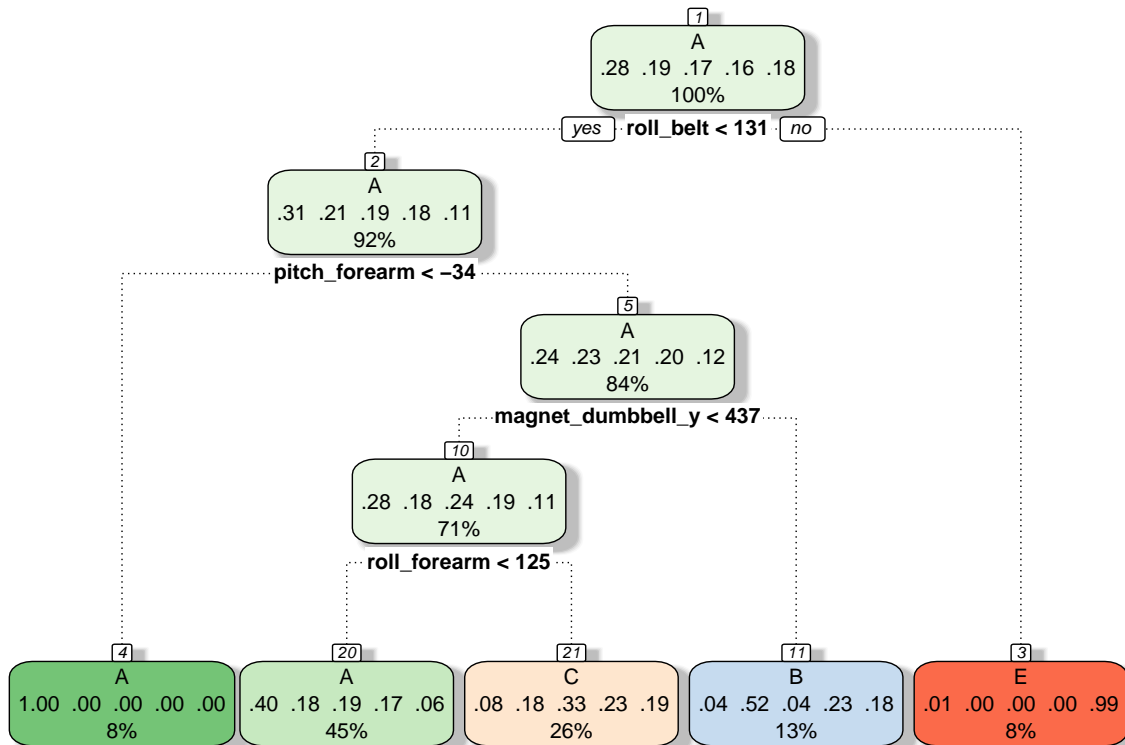 1
A
.28 .19 .17 .16 .18
100%
yes roll_belt < 131 no
2
A
.31 .21 .19 .18 .11
92%
pitch_forearm < −34
5
A
.24 .23 .21 .20 .12
84%
magnet_dumbbell_y < 437
10
A
.28 .18 .24 .19 .11
71%
roll_forearm < 125
4
A
1.00 .00 .00 .00 .00
8%
20
A
.40 .18 .19 .17 .06
45%
21
C
.08 .18 .33 .23 .19
26%
11
B
.04 .52 .04 .23 .18
13%
3
E
.01 .00 .00 .00 .99
8%